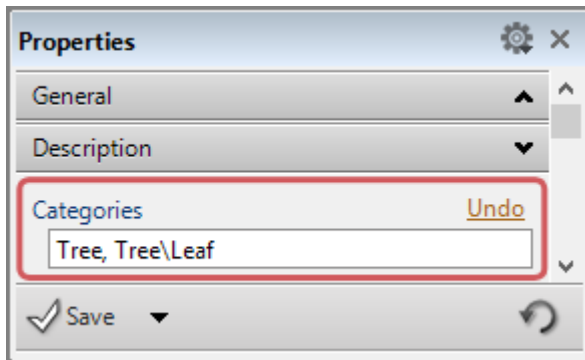 Properties
General
Description
Categories Undo
Tree, Tree\Leaf
Save